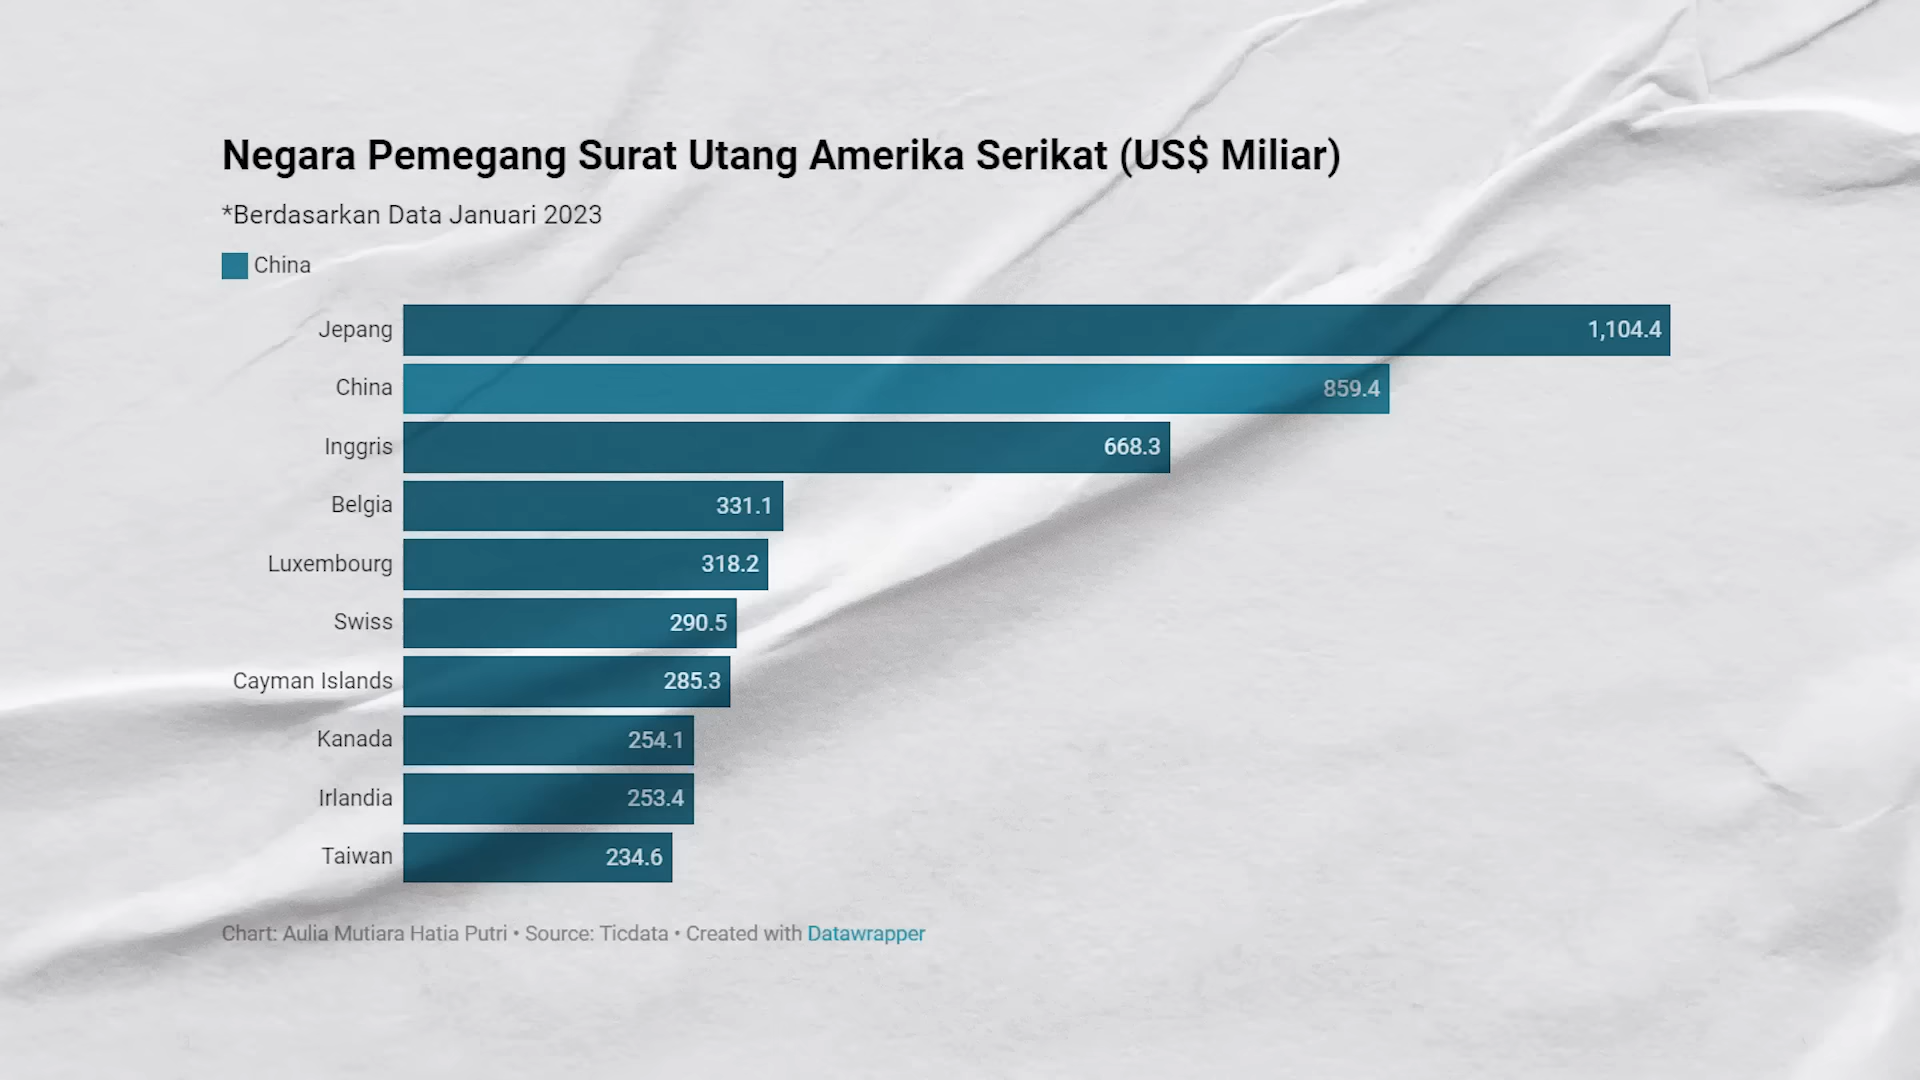 Negara Pemegang Surat Utang Amerika Serikat (US$ Miliar)
*Berdasarkan Data Januari 2023
China
Jepang 1,104.4
China 859.4
Inggris 668.3
Belgia 331.1
Luxembourg 318.2
Swiss 290.5
Cayman Islands 285.3
Kanada 254.1
Irlandia 253.4
Taiwan 234.6
Chart: Aulia Mutiara Hatia Putri • Source: Ticdata • Created with Datawrapper